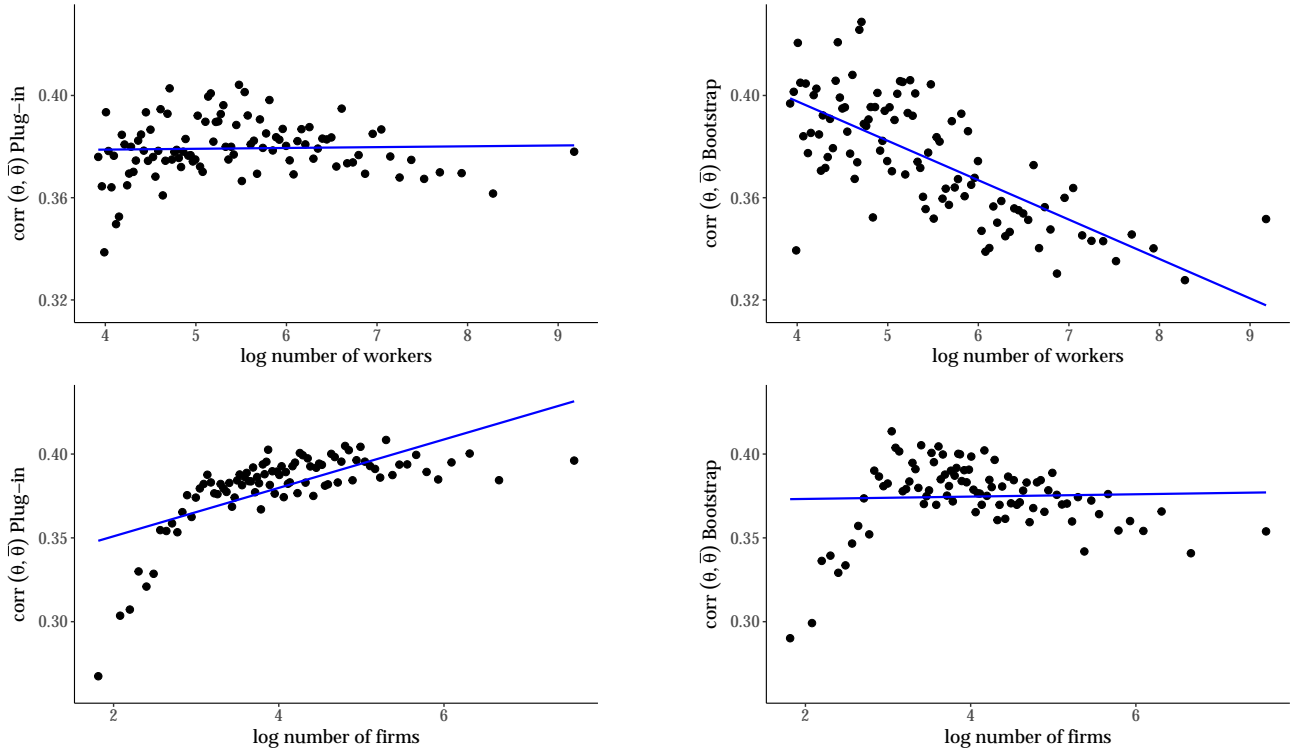 corr (θ, θ̅) Plug−in
0.40
0.36
0.32
4 5 6 7 8 9
log number of workers
corr (θ, θ̅) Bootstrap
0.40
0.36
0.32
4 5 6 7 8 9
log number of workers
corr (θ, θ̅) Plug−in
0.40
0.35
0.30
2 4 6
log number of firms
corr (θ, θ̅) Bootstrap
0.40
0.35
0.30
2 4 6
log number of firms